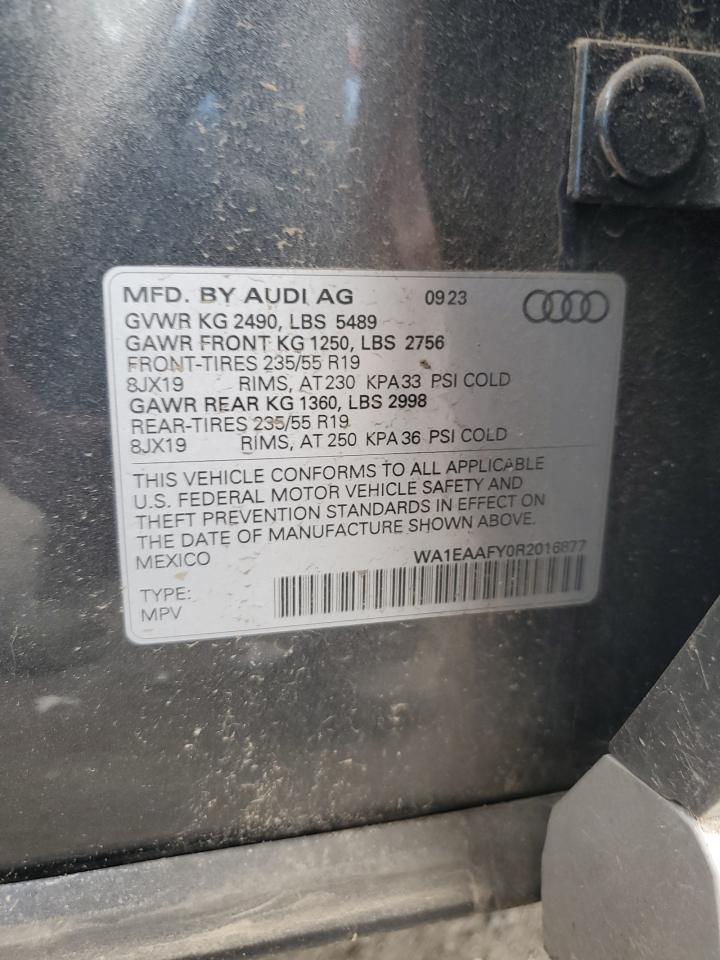 MFD. BY AUDI AG 0923
GVWR KG 2490, LBS 5489
GAWR FRONT KG 1250, LBS 2756
FRONT-TIRES 235/55 R19
8JX19 RIMS, AT 230 KPA 33 PSI COLD
GAWR REAR KG 1360, LBS 2998
REAR-TIRES 235/55 R19
8JX19 RIMS, AT 250 KPA 36 PSI COLD
THIS VEHICLE CONFORMS TO ALL APPLICABLE
U.S. FEDERAL MOTOR VEHICLE SAFETY AND
THEFT PREVENTION STANDARDS IN EFFECT ON
THE DATE OF MANUFACTURE SHOWN ABOVE.
MEXICO WA1EAAFY0R2016877
TYPE:
MPV